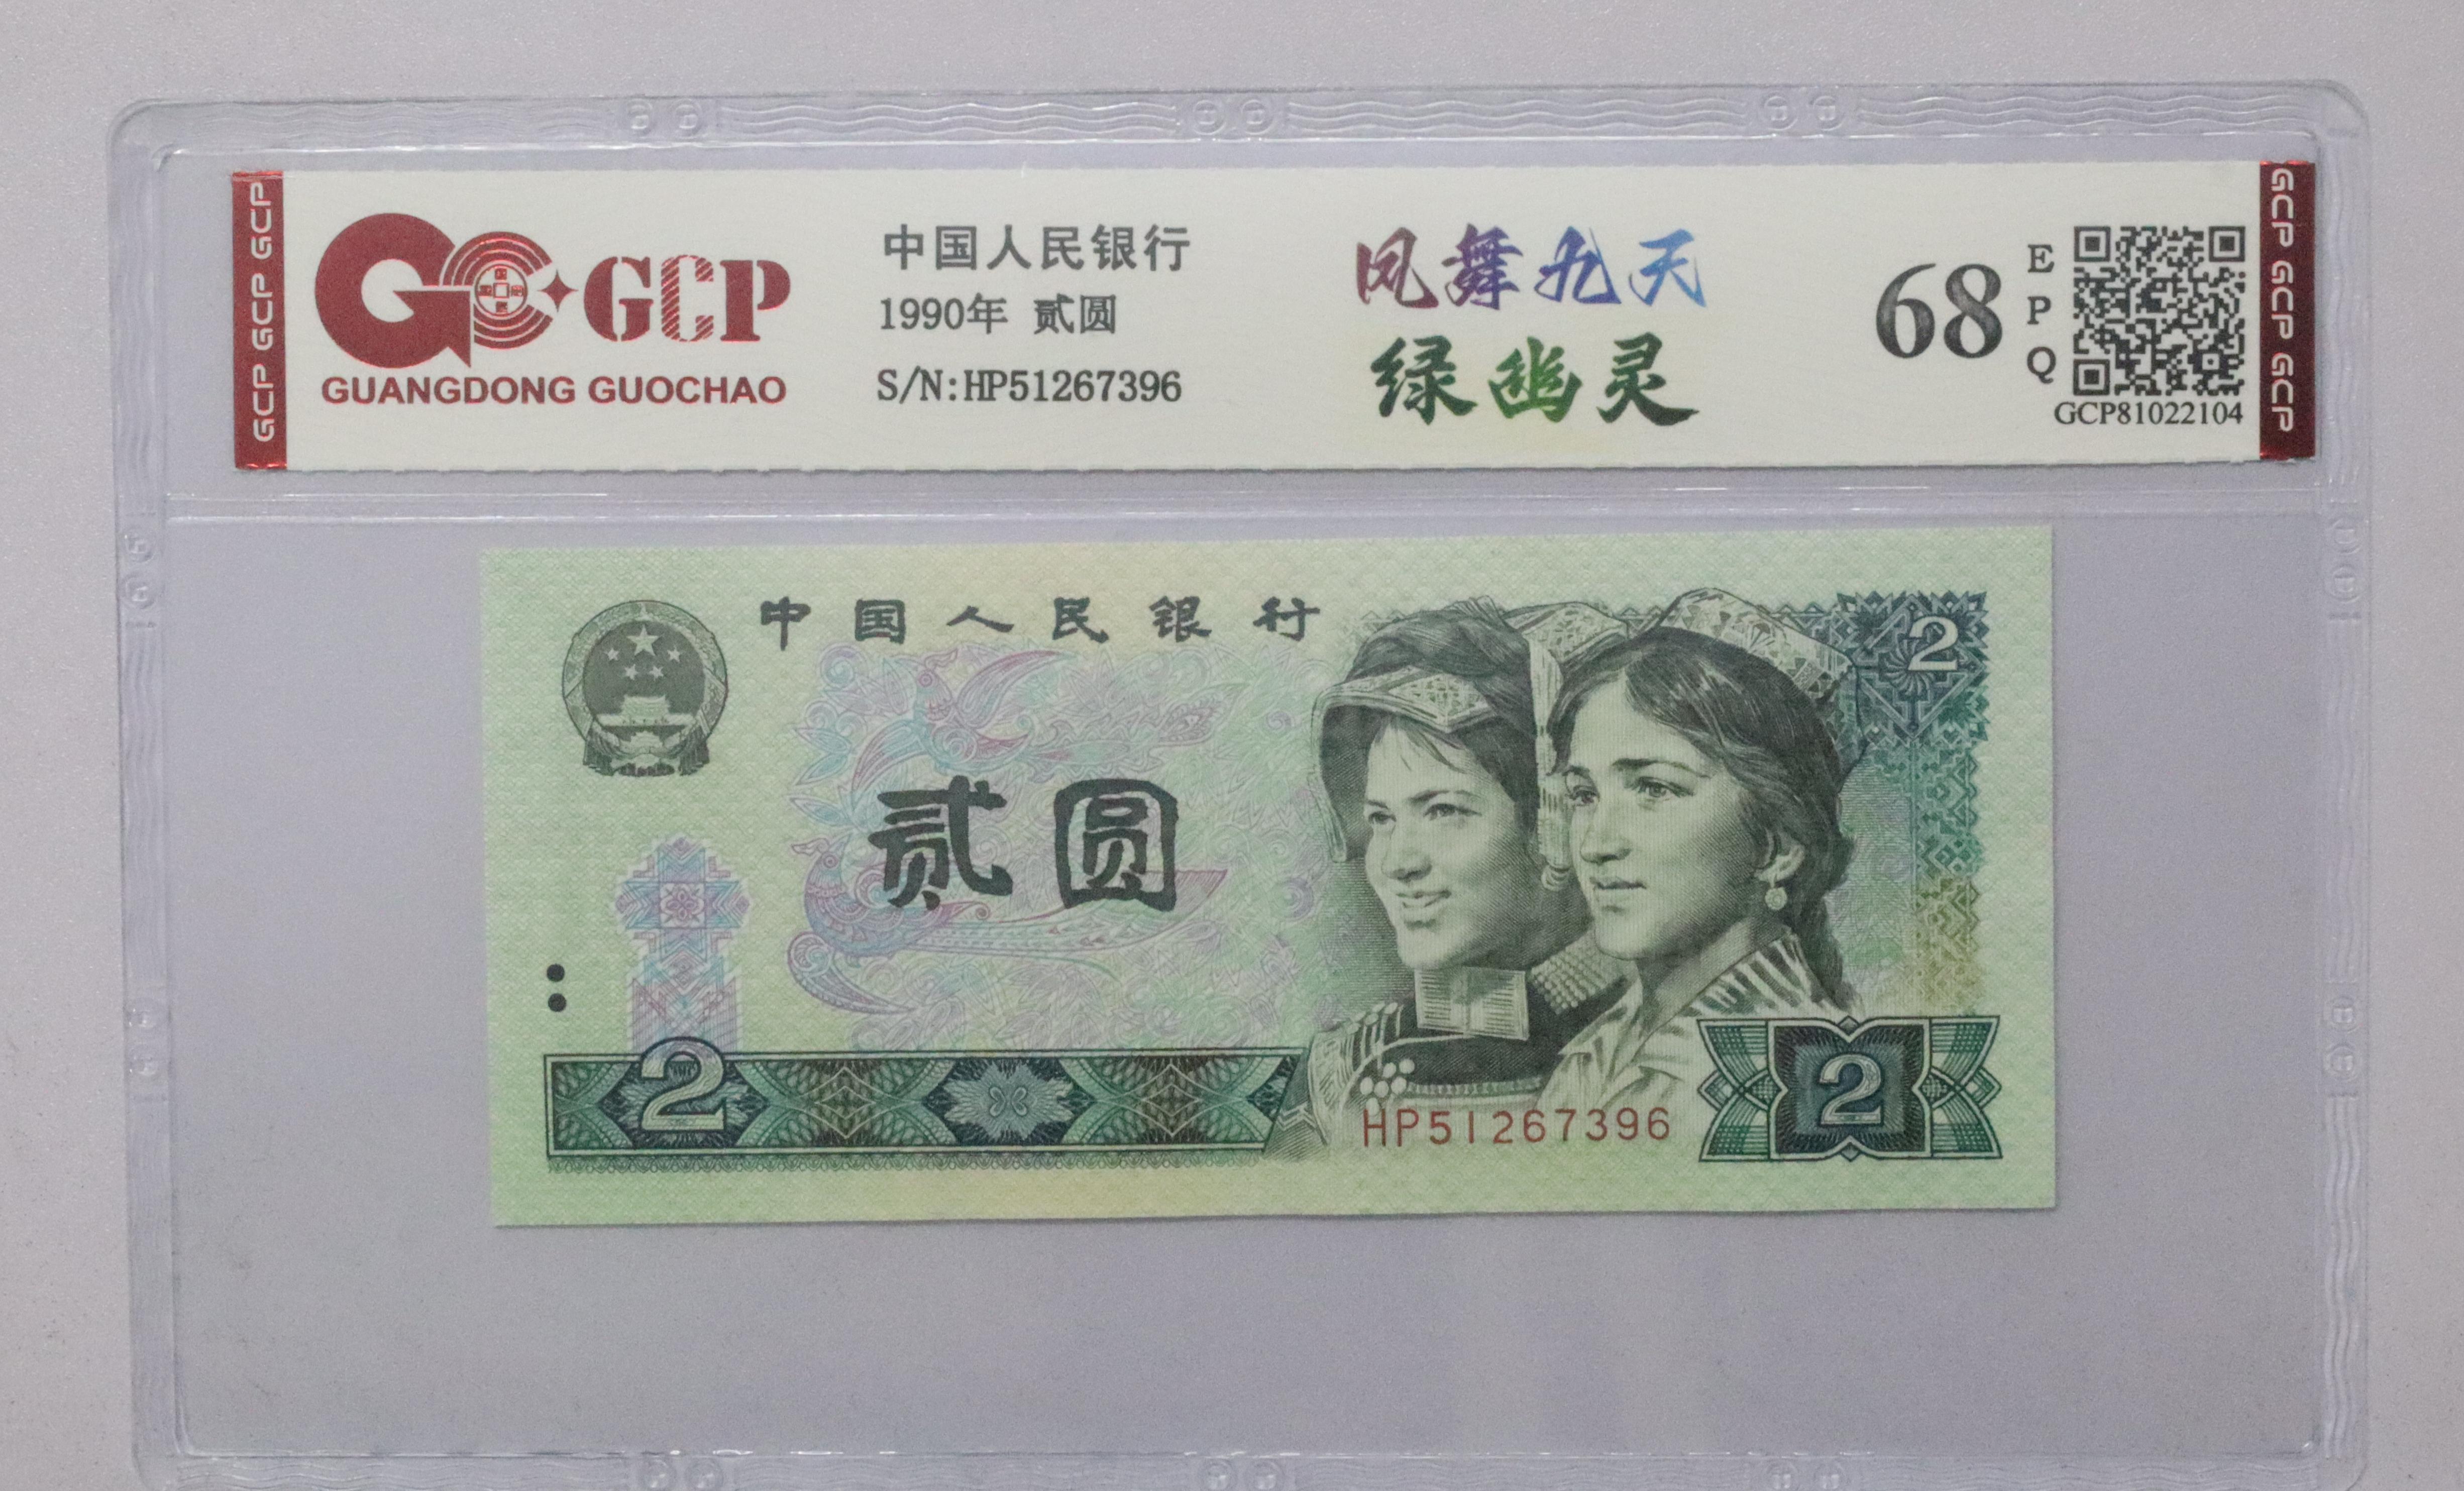 GCP GCP GCP
GCP
GUANGDONG GUOCHAO
中国人民银行
1990年 贰圆
S/N:HP51267396
凤舞九天
绿幽灵
68
E
P
Q
GCP81022104
GCP GCP GCP
中国人民银行
2
贰圆
2
HP51267396
2